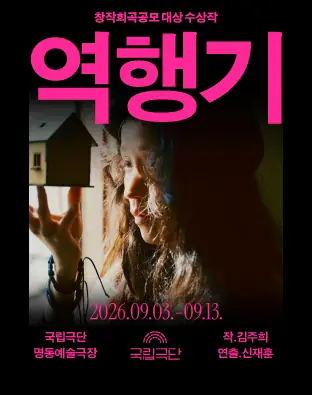 창작희곡공모 대상 수상작
역행기
2026.09.03.-09.13.
국립극단
명동예술극장
국립극단
작.김주희
연출.신재훈